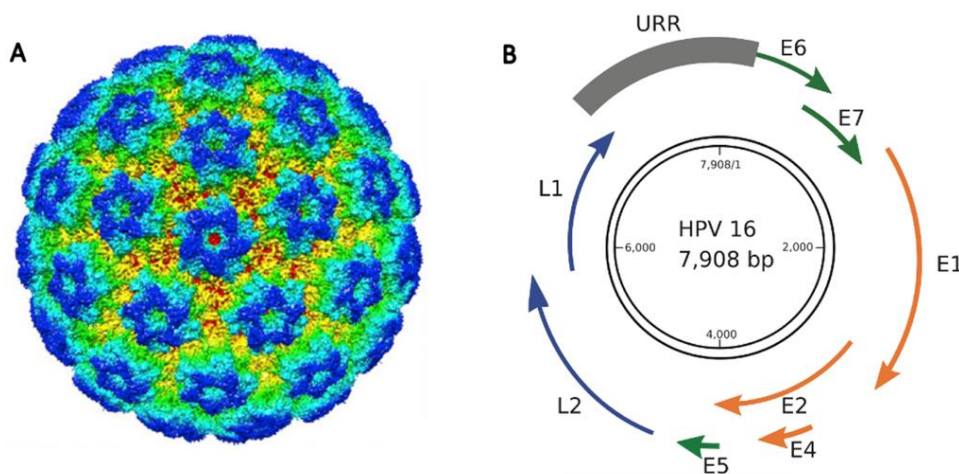 A
B
URR
E6
E7
L1
7,908/1
HPV 16
7,908 bp
6,000
2,000
4,000
E1
L2
E2
E4
E5